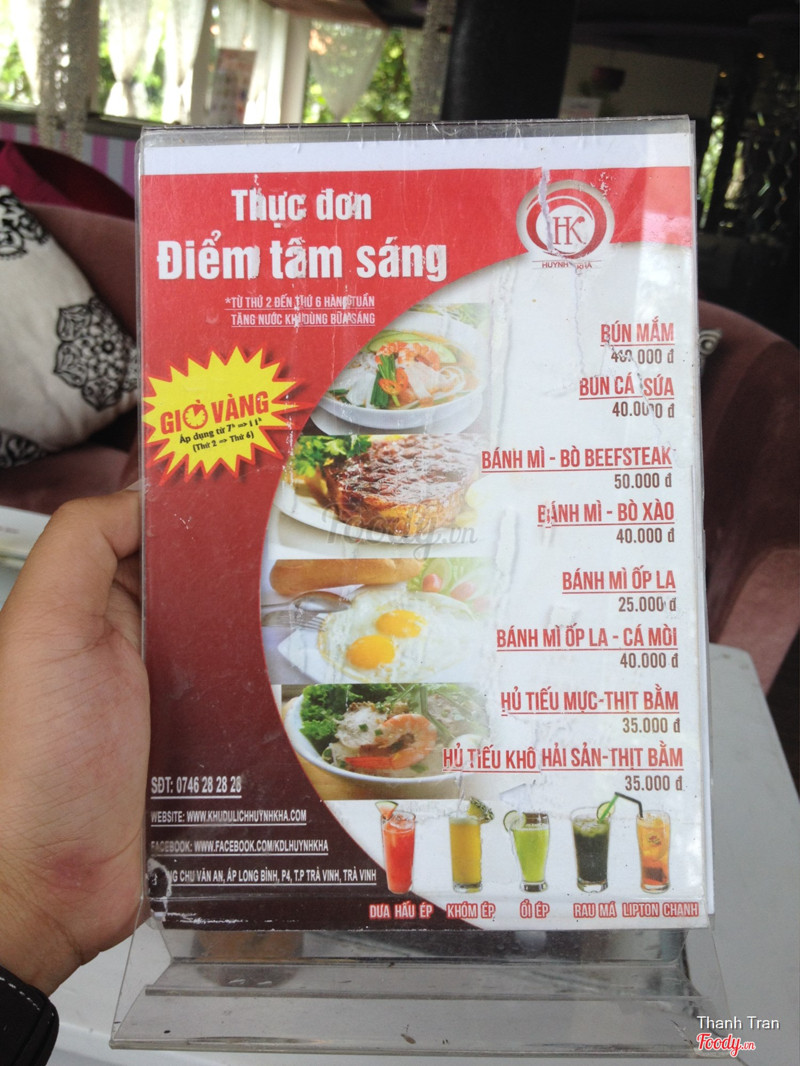 Thực đơn
Điểm tâm sáng
HK
HUỲNH KHA
*TỪ THỨ 2 ĐẾN THỨ 6 HÀNG TUẦN
TẶNG NƯỚC KHI DÙNG BỮA SÁNG
GIỜ VÀNG
Áp dụng từ 7h => 11h
(Thứ 2 => Thứ 6)
BÚN MẮM
000 đ
BÚN CÁ SỨA
40.000 đ
BÁNH MÌ - BÒ BEEFSTEAK
50.000 đ
BÁNH MÌ - BÒ XÀO
40.000 đ
BÁNH MÌ ỐP LA
25.000 đ
BÁNH MÌ ỐP LA - CÁ MÒI
40.000 đ
HỦ TIẾU MỰC-THỊT BẰM
35.000 đ
HỦ TIẾU KHÔ HẢI SẢN-THỊT BẰM
35.000 đ
SĐT: 0746 28 28 28
WEBSITE: WWW.KHUDULICHHUYNHKHA.COM
FACEBOOK: WWW.FACEBOOK.COM/KDLHUYNHKHA
CHU VĂN AN, ẤP LONG BÌNH, P4, T.P TRÀ VINH, TRÀ VINH
DƯA HẤU ÉP KHÓM ÉP ỔI ÉP RAU MÁ LIPTON CHANH
Foody.vn
Thanh Tran
Foody.vn